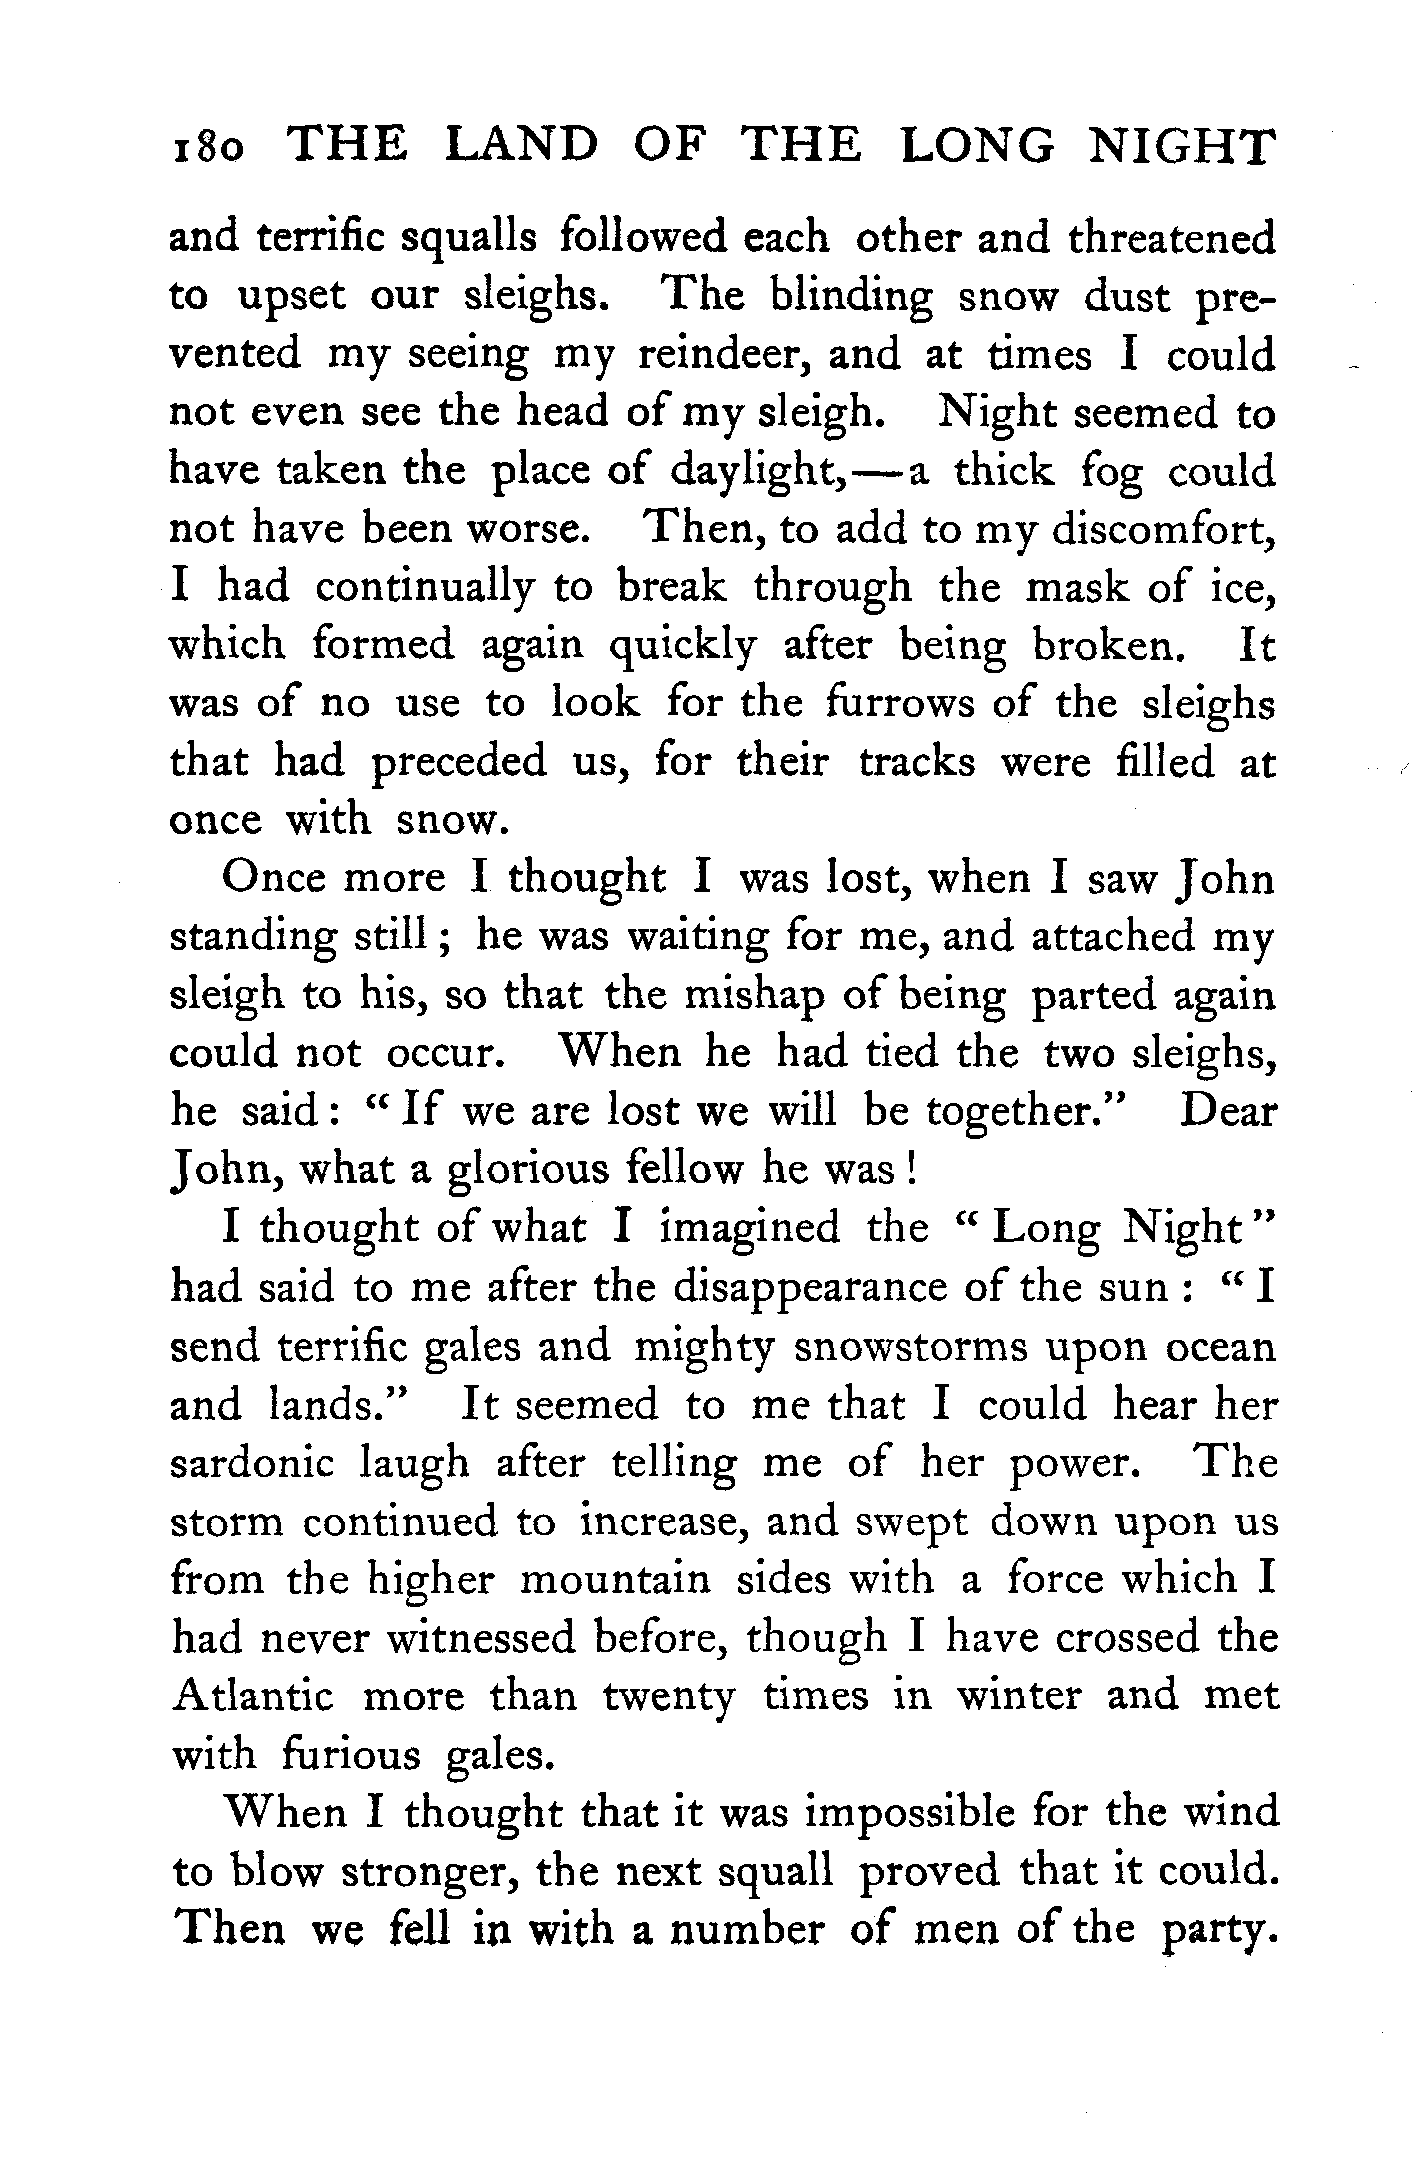 180 THE LAND OF THE LONG NIGHT
and terrific squalls followed each other and threatened
to upset our sleighs. The blinding snow dust pre-
vented my seeing my reindeer, and at times I could
not even see the head of my sleigh. Night seemed to
have taken the place of daylight,—a thick fog could
not have been worse. Then, to add to my discomfort,
I had continually to break through the mask of ice,
which formed again quickly after being broken. It
was of no use to look for the furrows of the sleighs
that had preceded us, for their tracks were filled at
once with snow.
Once more I thought I was lost, when I saw John
standing still ; he was waiting for me, and attached my
sleigh to his, so that the mishap of being parted again
could not occur. When he had tied the two sleighs,
he said : “ If we are lost we will be together.” Dear
John, what a glorious fellow he was !
I thought of what I imagined the “ Long Night ”
had said to me after the disappearance of the sun : “ I
send terrific gales and mighty snowstorms upon ocean
and lands.” It seemed to me that I could hear her
sardonic laugh after telling me of her power. The
storm continued to increase, and swept down upon us
from the higher mountain sides with a force which I
had never witnessed before, though I have crossed the
Atlantic more than twenty times in winter and met
with furious gales.
When I thought that it was impossible for the wind
to blow stronger, the next squall proved that it could.
Then we fell in with a number of men of the party.